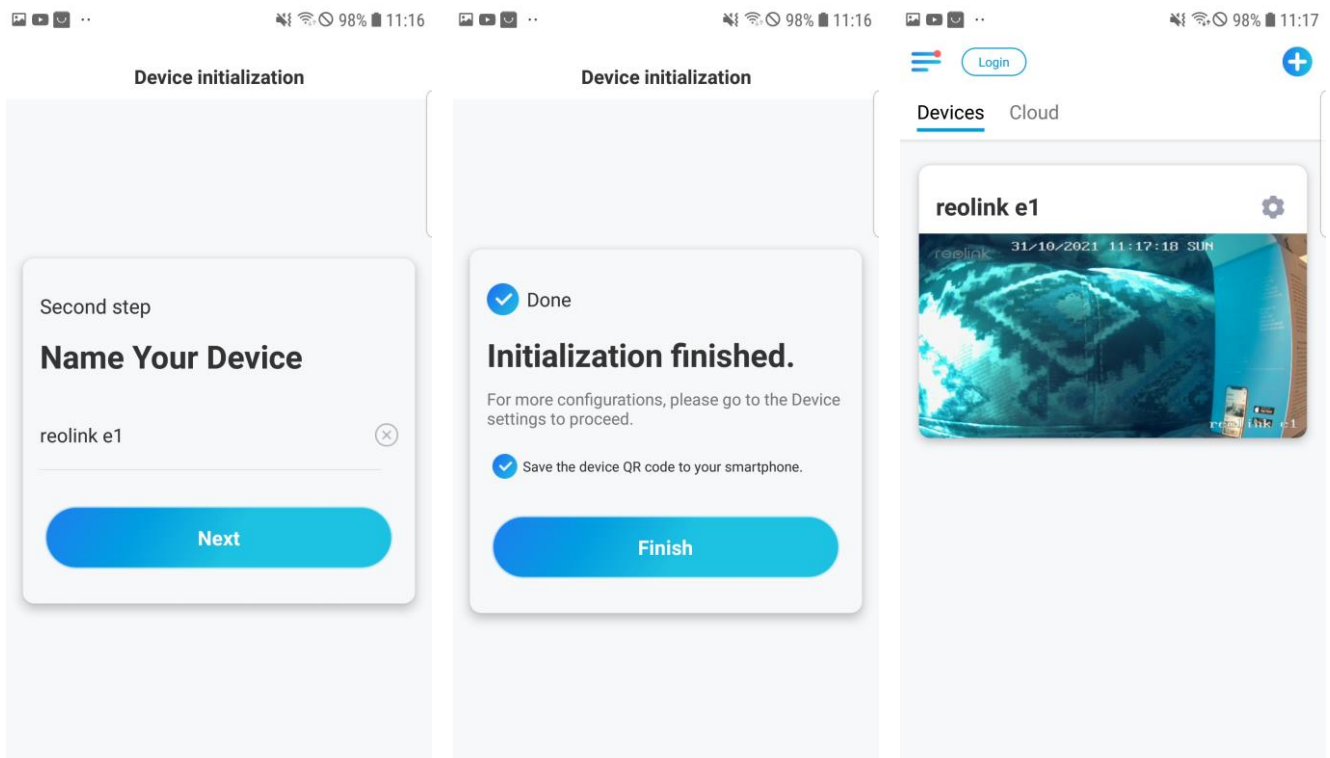 98% 11:16
Device initialization
Second step
Name Your Device
reolink e1
Next
98% 11:16
Device initialization
Done
Initialization finished.
For more configurations, please go to the Device
settings to proceed.
Save the device QR code to your smartphone.
Finish
98% 11:17
Login
Devices Cloud
reolink e1
31/10/2021 11:17:18 SUN
reolink
reolink e1